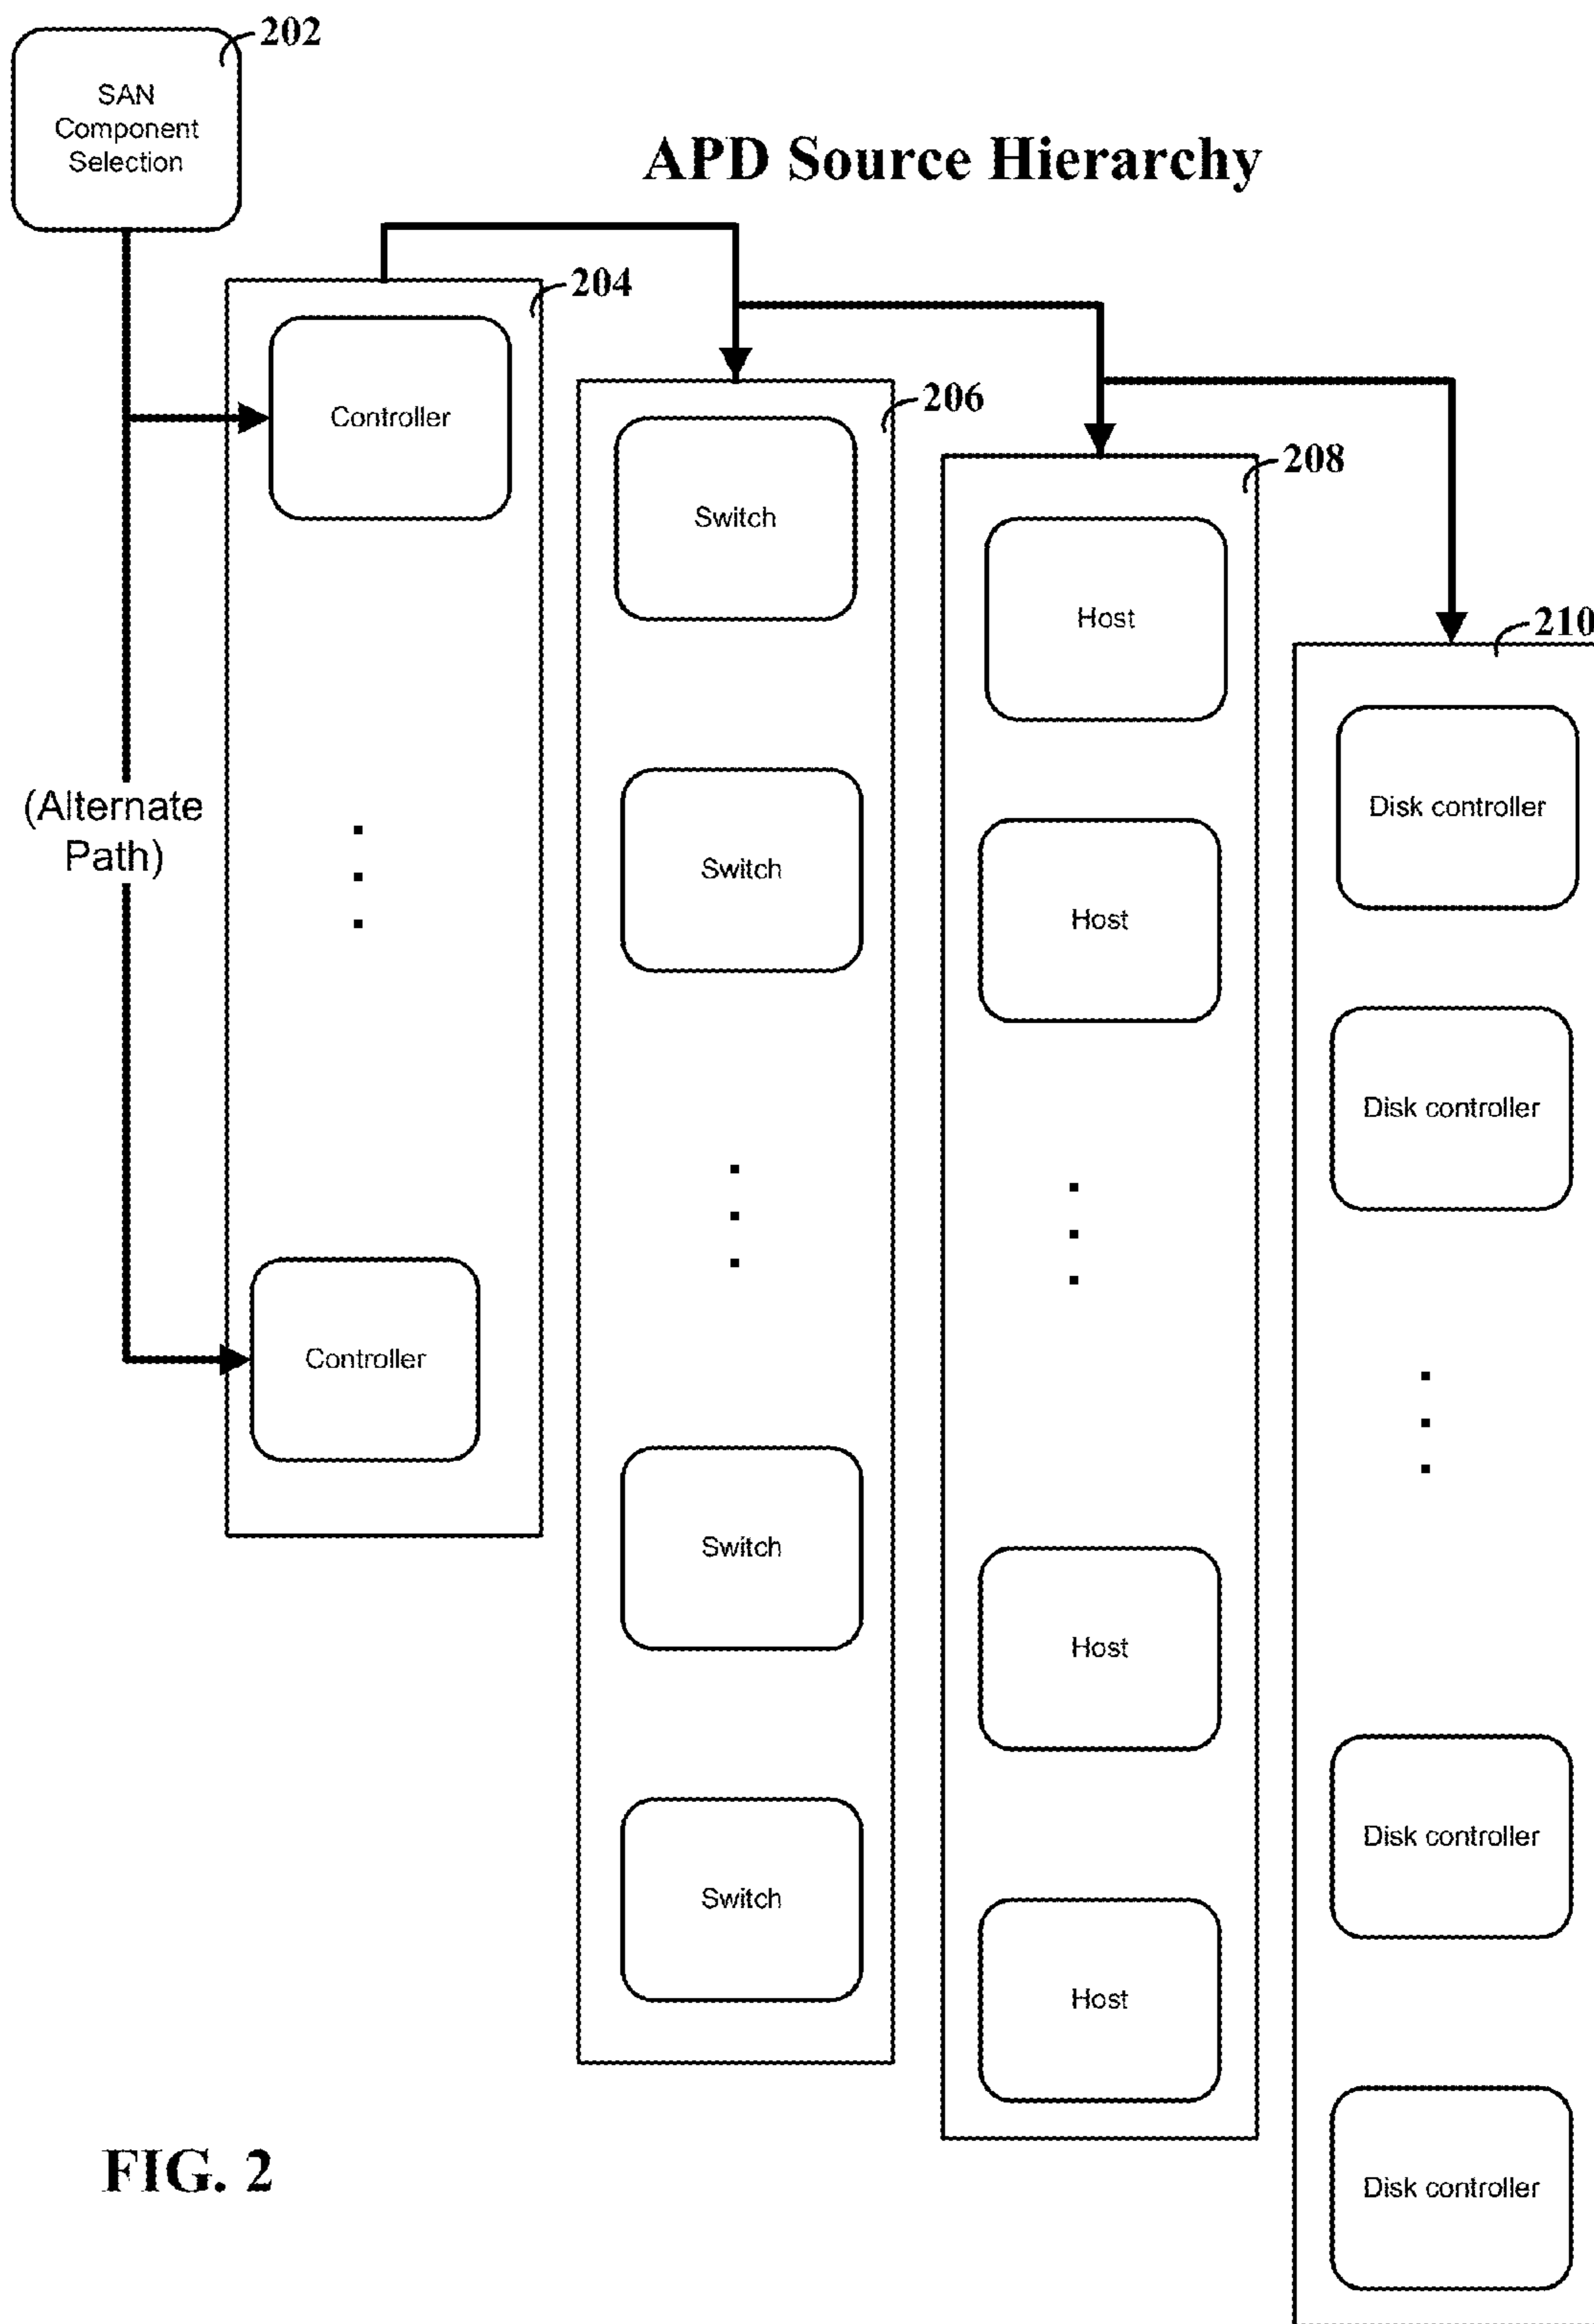 202
SAN
Component
Selection
APD Source Hierarchy
204
Controller
206
Switch
208
Host
210
Disk controller
(Alternate
Path)
Switch
Host
Disk controller
Controller
Switch
Host
Disk controller
Switch
Host
Disk controller
FIG. 2